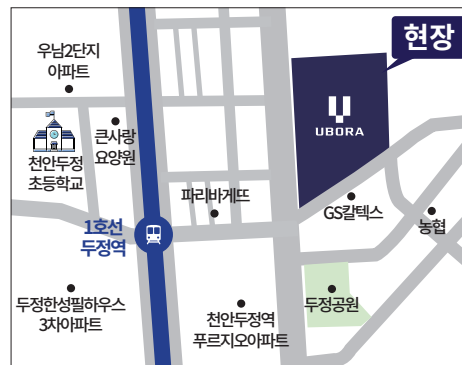 현장
우남2단지
아파트
UBORA
큰사랑
요양원
천안두정
초등학교
파리바게뜨
GS칼텍스
농협
1호선
두정역
두정한성필하우스
3차아파트
천안두정역
푸르지오아파트
두정공원